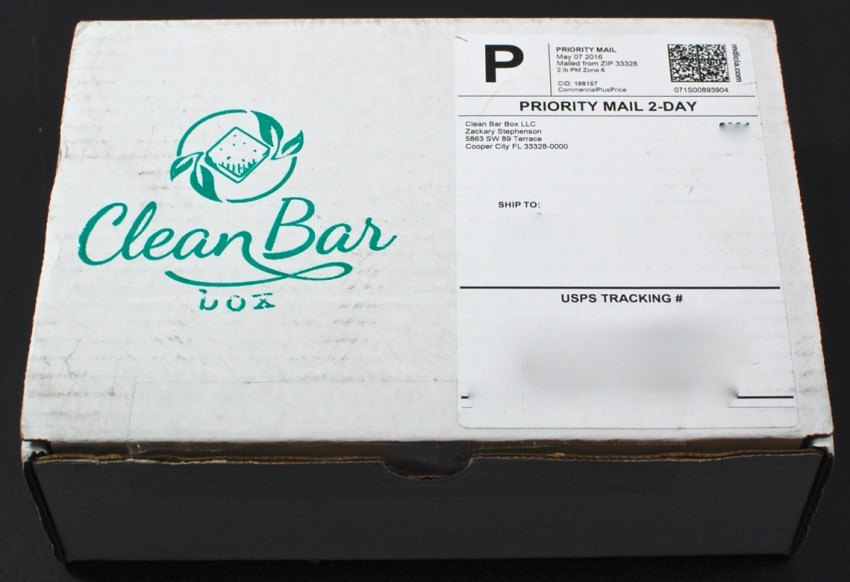 Clean Bar
box
P
PRIORITY MAIL
May 07 2016
Mailed from ZIP 33328
2 lb PM Zone 6
CID: 188157
CommercialPlusPrice
indicia.com
071S00893904
PRIORITY MAIL 2-DAY
Clean Bar Box LLC
Zackary Stephenson
5863 SW 89 Terrace
Cooper City FL 33328-0000
SHIP TO:
USPS TRACKING #